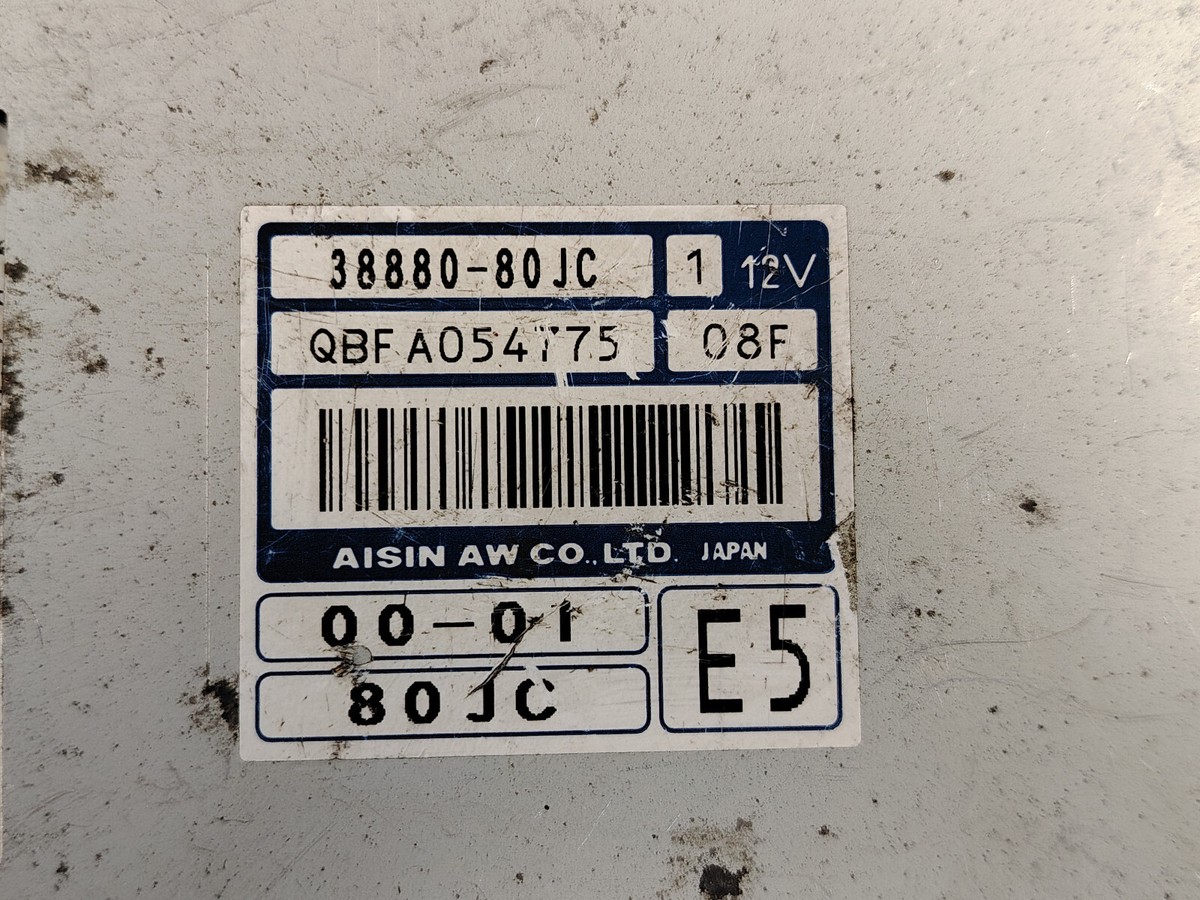 38880-80JC 1 12V
QBFA054775 08F
AISIN AW CO.,LTD. JAPAN
00-01
80JC
E5